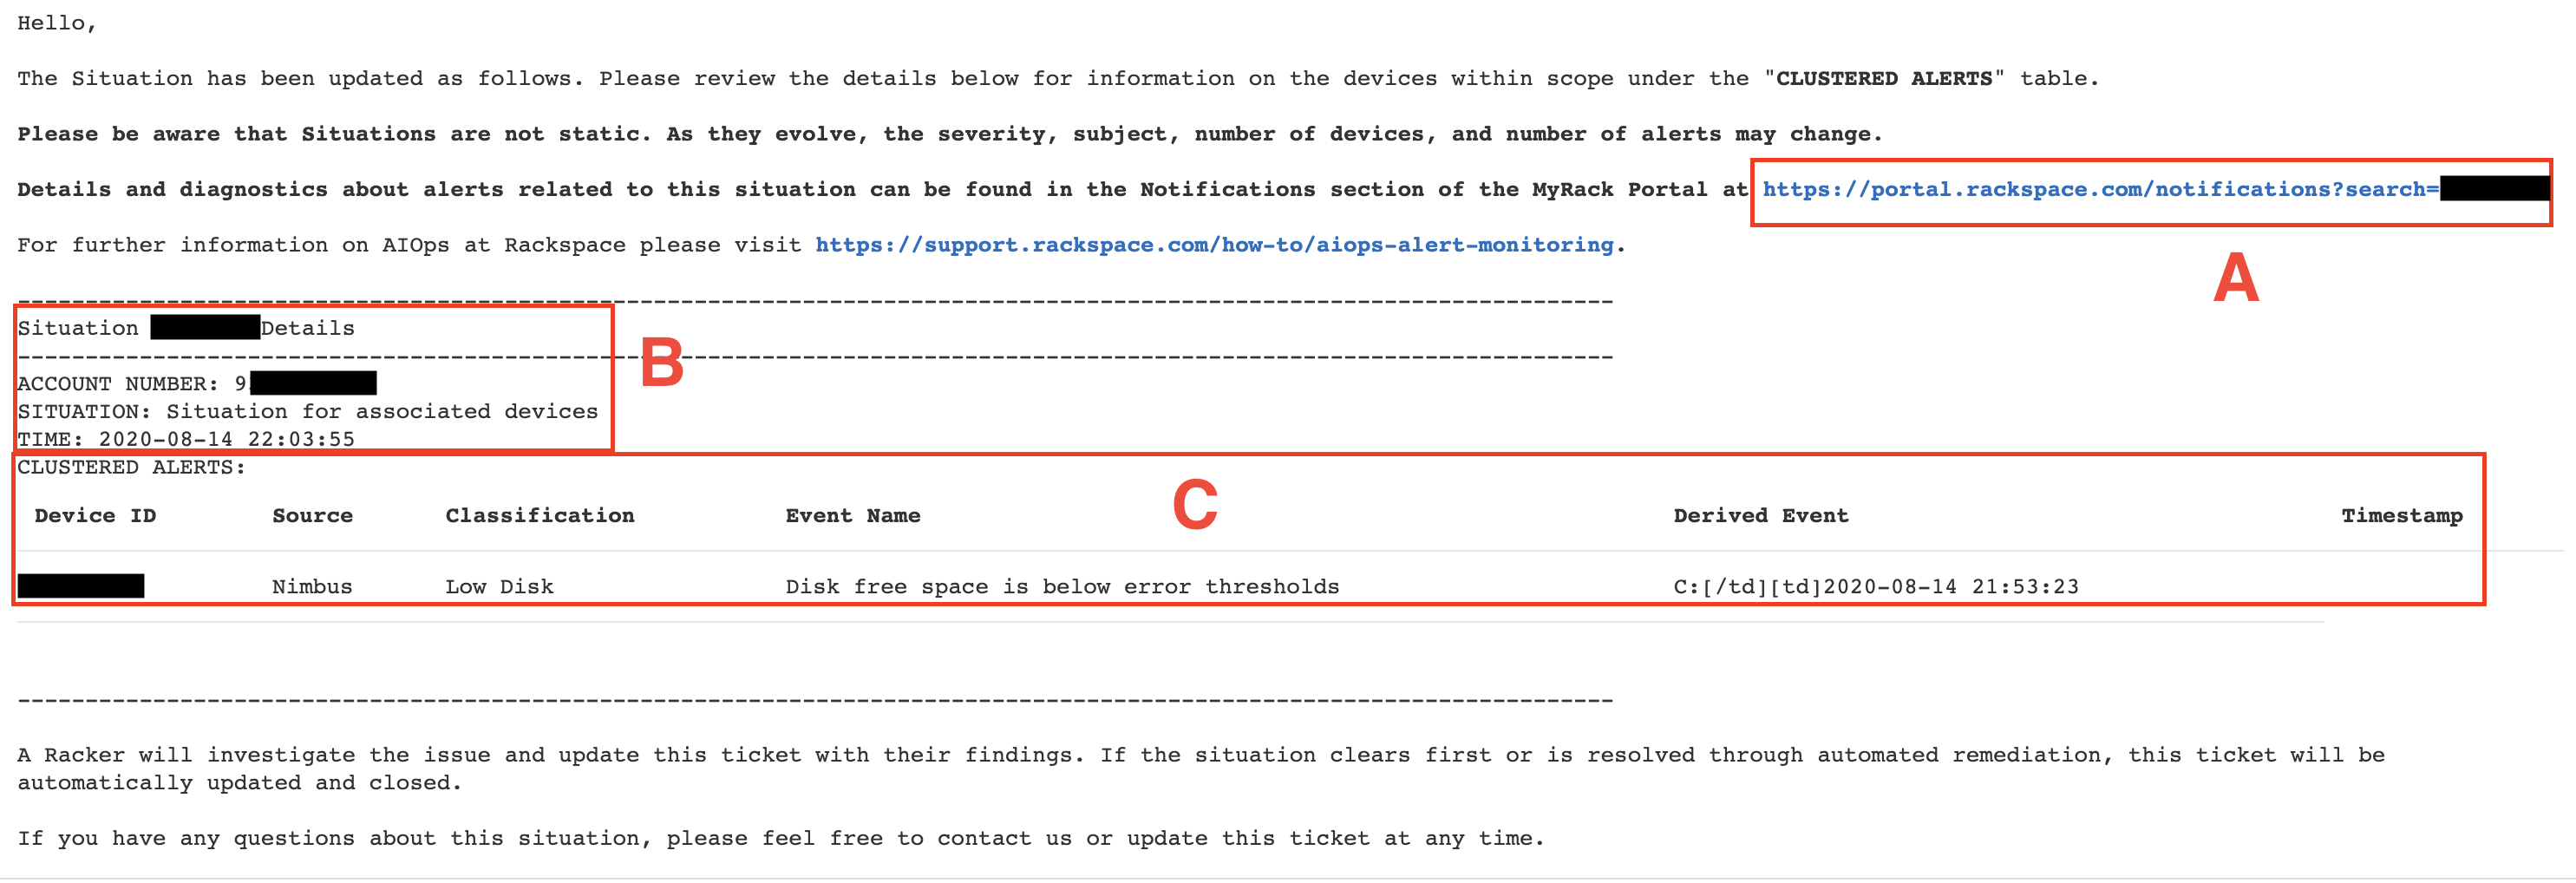 Hello,
The Situation has been updated as follows. Please review the details below for information on the devices within scope under the "CLUSTERED ALERTS" table.
Please be aware that Situations are not static. As they evolve, the severity, subject, number of devices, and number of alerts may change.
Details and diagnostics about alerts related to this situation can be found in the Notifications section of the MyRack Portal at https://portal.rackspace.com/notifications?search=
For further information on AIOps at Rackspace please visit https://support.rackspace.com/how-to/aiops-alert-monitoring.
A
----------------------------------------------------------------------------------------------------------------------
Situation Details
----------------------------------------------------------------------------------------------------------------------
B
ACCOUNT NUMBER: 9
SITUATION: Situation for associated devices
TIME: 2020-08-14 22:03:55
CLUSTERED ALERTS:
C
Device ID Source Classification Event Name Derived Event Timestamp
Nimbus Low Disk Disk free space is below error thresholds C:[/td][td]2020-08-14 21:53:23
----------------------------------------------------------------------------------------------------------------------
A Racker will investigate the issue and update this ticket with their findings. If the situation clears first or is resolved through automated remediation, this ticket will be
automatically updated and closed.
If you have any questions about this situation, please feel free to contact us or update this ticket at any time.